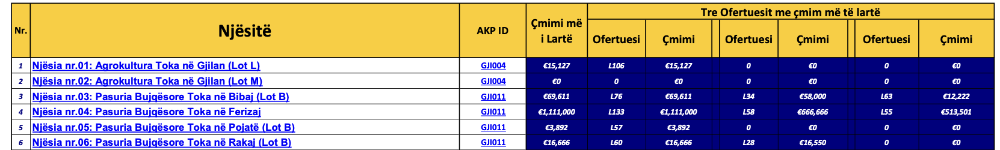 Nr. Njësitë AKP ID Çmimi më i Lartë Tre Ofertuesit me çmim më të lartë
Ofertuesi Çmimi Ofertuesi Çmimi Ofertuesi Çmimi
1 Njësia nr.01: Agrokultura Toka në Gjilan (Lot L) GJI004 €15,127 L106 €15,127 0 €0 0 €0
2 Njësia nr.02: Agrokultura Toka në Gjilan (Lot M) GJI004 €0 0 €0 0 €0 0 €0
3 Njësia nr.03: Pasuria Bujqësore Toka në Bibaj (Lot B) GJI011 €69,611 L76 €69,611 L34 €58,000 L63 €12,222
4 Njësia nr.04: Pasuria Bujqësore Toka në Ferizaj GJI011 €1,111,000 L133 €1,111,000 L58 €666,666 L55 €513,501
5 Njësia nr.05: Pasuria Bujqësore Toka në Pojatë (Lot B) GJI011 €3,892 L57 €3,892 0 €0 0 €0
6 Njësia nr.06: Pasuria Bujqësore Toka në Rakaj (Lot B) GJI011 €16,666 L60 €16,666 L28 €16,550 0 €0